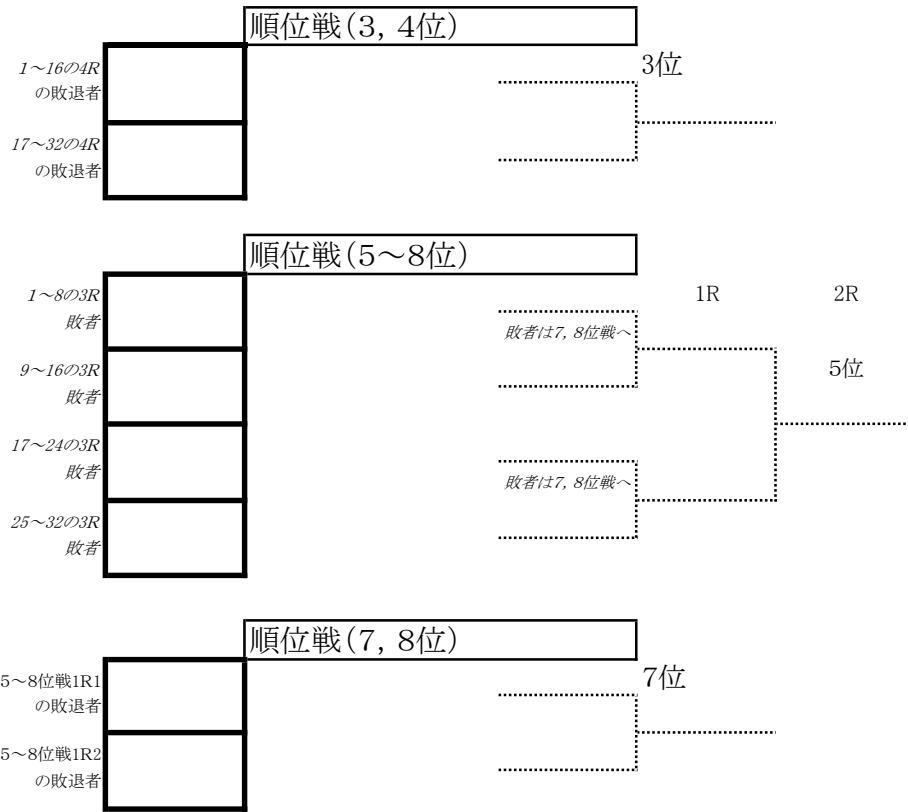 順位戦(3, 4位)
1～16の4R
の敗退者
3位
17～32の4R
の敗退者
順位戦(5～8位)
1～8の3R
敗者
1R
2R
敗者は7, 8位戦へ
9～16の3R
敗者
5位
17～24の3R
敗者
敗者は7, 8位戦へ
25～32の3R
敗者
順位戦(7, 8位)
5～8位戦1R1
の敗退者
7位
5～8位戦1R2
の敗退者